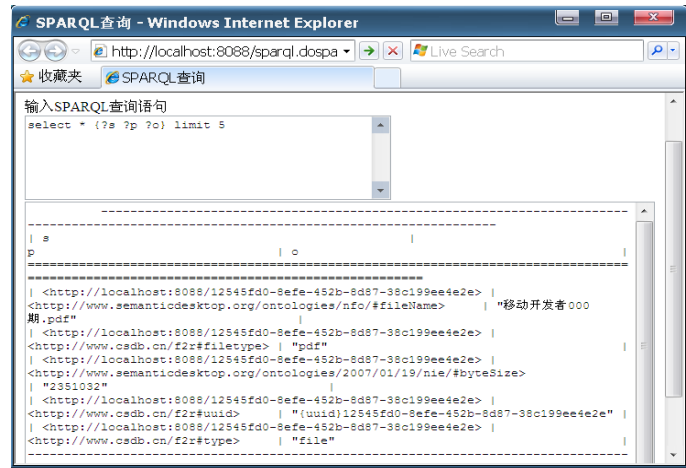 SPARQL查询 - Windows Internet Explorer
http://localhost:8088/sparql.dospa
Live Search
收藏夹
SPARQL查询
输入SPARQL查询语句
select * {?s ?p ?o} limit 5
--------------------------------------------------------------------------
----------------------------------------------------------------
| s |
p | o |
==========================================================================
======================================================
| <http://localhost:8088/12545fd0-8efe-452b-8d87-38c199ee4e2e> |
<http://www.semanticdesktop.org/ontologies/nfo/#fileName> | "移动开发者000
期.pdf" |
| <http://localhost:8088/12545fd0-8efe-452b-8d87-38c199ee4e2e> |
<http://www.csdb.cn/f2r#filetype> | "pdf" |
| <http://localhost:8088/12545fd0-8efe-452b-8d87-38c199ee4e2e> |
<http://www.semanticdesktop.org/ontologies/2007/01/19/nie/#byteSize>
| "2351032" |
| <http://localhost:8088/12545fd0-8efe-452b-8d87-38c199ee4e2e> |
<http://www.csdb.cn/f2r#uuid> | "{uuid}12545fd0-8efe-452b-8d87-38c199ee4e2e" |
| <http://localhost:8088/12545fd0-8efe-452b-8d87-38c199ee4e2e> |
<http://www.csdb.cn/f2r#type> | "file" |
--------------------------------------------------------------------------